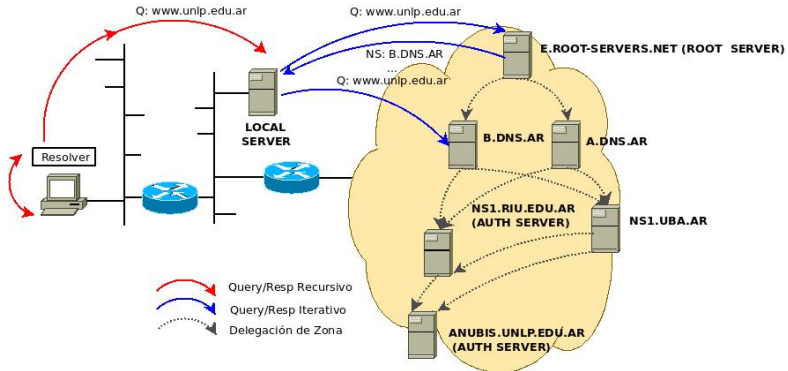 Q: www.unlp.edu.ar
Q: www.unlp.edu.ar
E.ROOT-SERVERS.NET (ROOT SERVER)
NS: B.DNS.AR
...
Q: www.unlp.edu.ar
LOCAL
SERVER
B.DNS.AR
A.DNS.AR
Resolver
NS1.RIU.EDU.AR
(AUTH SERVER)
NS1.UBA.AR
Query/Resp Recursivo
Query/Resp Iterativo
Delegación de Zona
ANUBIS.UNLP.EDU.AR
(AUTH SERVER)